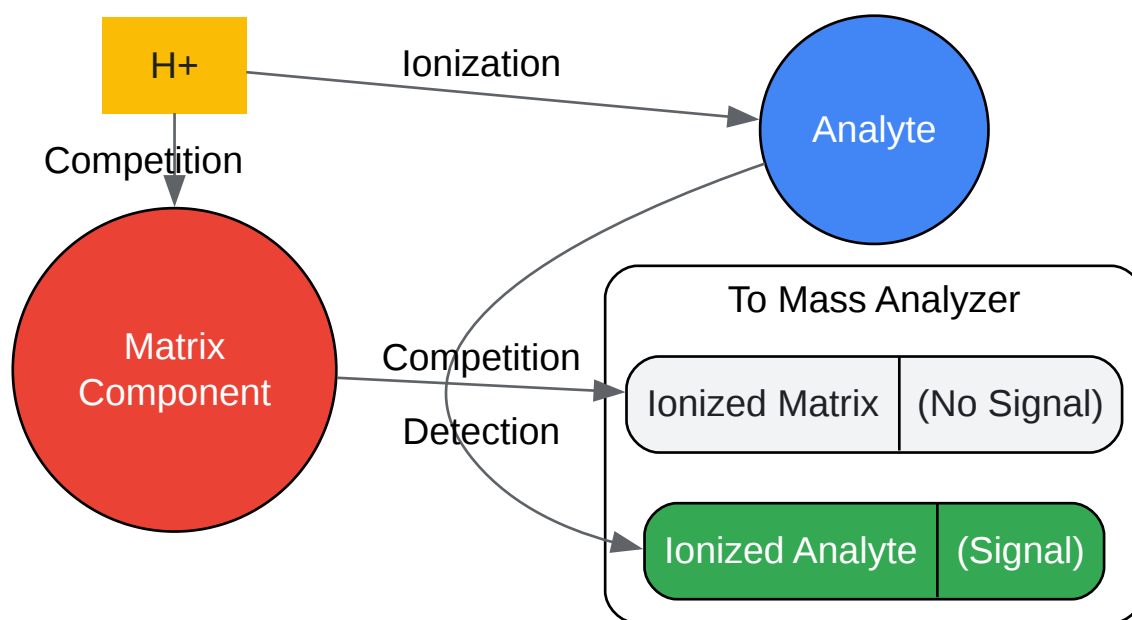 H+
Ionization
Analyte
Competition
To Mass Analyzer
Matrix
Component
Competition
Ionized Matrix
(No Signal)
Detection
Ionized Analyte
(Signal)